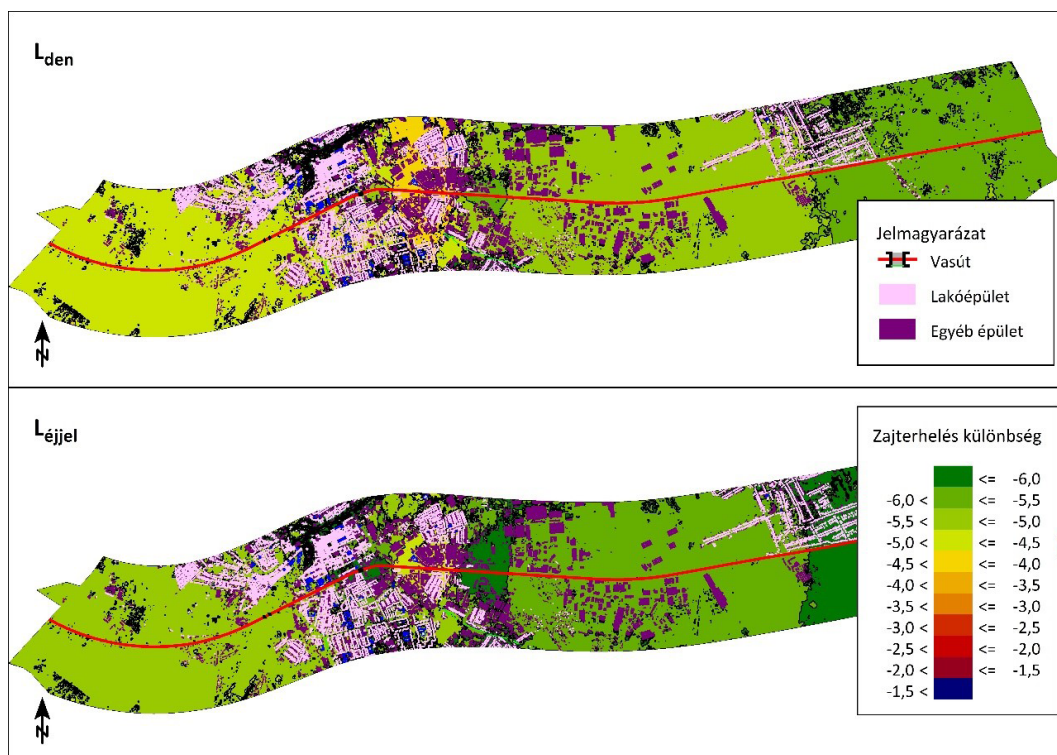 Lden
N
Jelmagyarázat
Vasút
Lakóépület
Egyéb épület
Léjjel
N
Zajterhelés különbség
<= -6,0
-6,0 < <= -5,5
-5,5 < <= -5,0
-5,0 < <= -4,5
-4,5 < <= -4,0
-4,0 < <= -3,5
-3,5 < <= -3,0
-3,0 < <= -2,5
-2,5 < <= -2,0
-2,0 < <= -1,5
-1,5 <